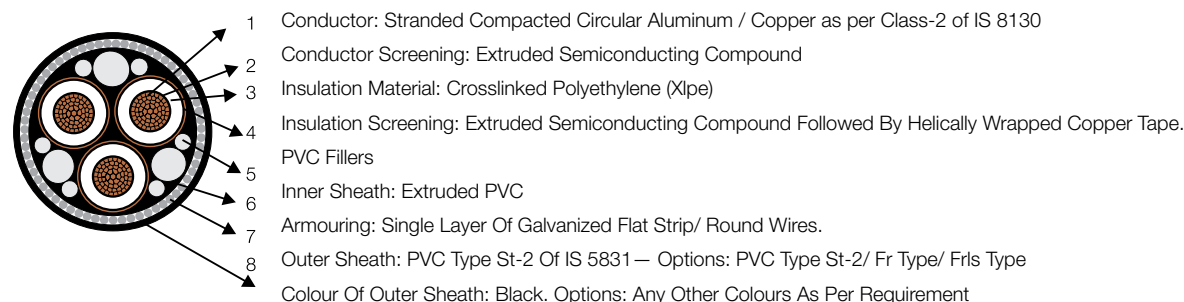 1 Conductor: Stranded Compacted Circular Aluminum / Copper as per Class-2 of IS 8130
2 Conductor Screening: Extruded Semiconducting Compound
3 Insulation Material: Crosslinked Polyethylene (Xlpe)
4 Insulation Screening: Extruded Semiconducting Compound Followed By Helically Wrapped Copper Tape.
5 PVC Fillers
6 Inner Sheath: Extruded PVC
7 Armouring: Single Layer Of Galvanized Flat Strip/ Round Wires.
8 Outer Sheath: PVC Type St-2 Of IS 5831— Options: PVC Type St-2/ Fr Type/ Frls Type
Colour Of Outer Sheath: Black. Options: Any Other Colours As Per Requirement